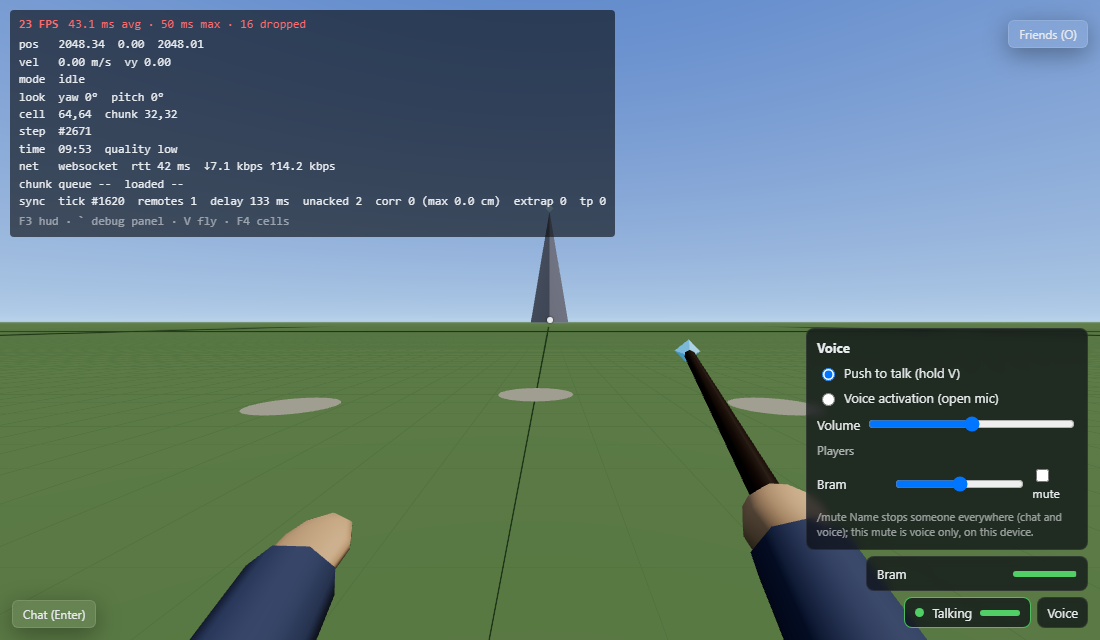 23 FPS 43.1 ms avg · 50 ms max · 16 dropped
pos 2048.34 0.00 2048.01
vel 0.00 m/s vy 0.00
mode idle
look yaw 0° pitch 0°
cell 64,64 chunk 32,32
step #2671
time 09:53 quality low
net websocket rtt 42 ms ↓7.1 kbps ↑14.2 kbps
chunk queue -- loaded --
sync tick #1620 remotes 1 delay 133 ms unacked 2 corr 0 (max 0.0 cm) extrap 0 tp 0
F3 hud · ` debug panel · V fly · F4 cells
Friends (O)
Voice
Push to talk (hold V)
Voice activation (open mic)
Volume
Players
Bram
mute
/mute Name stops someone everywhere (chat and
voice); this mute is voice only, on this device.
Bram
Chat (Enter)
Talking
Voice